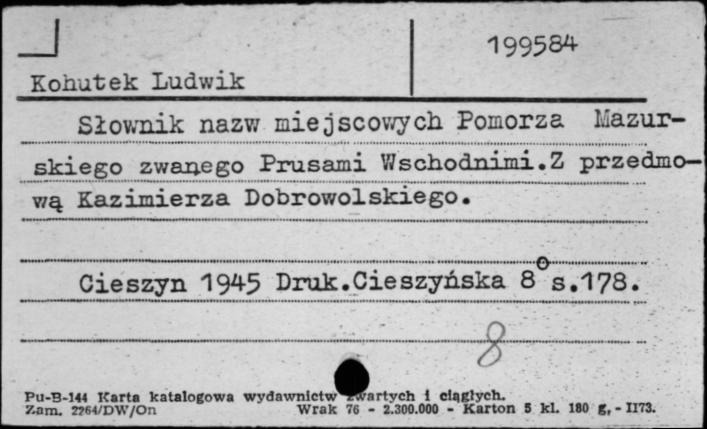 199584
Kohutek Ludwik
Słownik nazw miejscowych Pomorza Mazur-
skiego zwanego Prusami Wschodnimi.Z przedmo-
wą Kazimierza Dobrowolskiego.
Cieszyn 1945 Druk.Cieszyńska 8° s.178.
8
Pu-B-144 Karta katalogowa wydawnictw zwartych i ciągłych.
Zam. 2264/DW/On Wrak 76 - 2.300.000 - Karton 5 kl. 180 g, - II73.